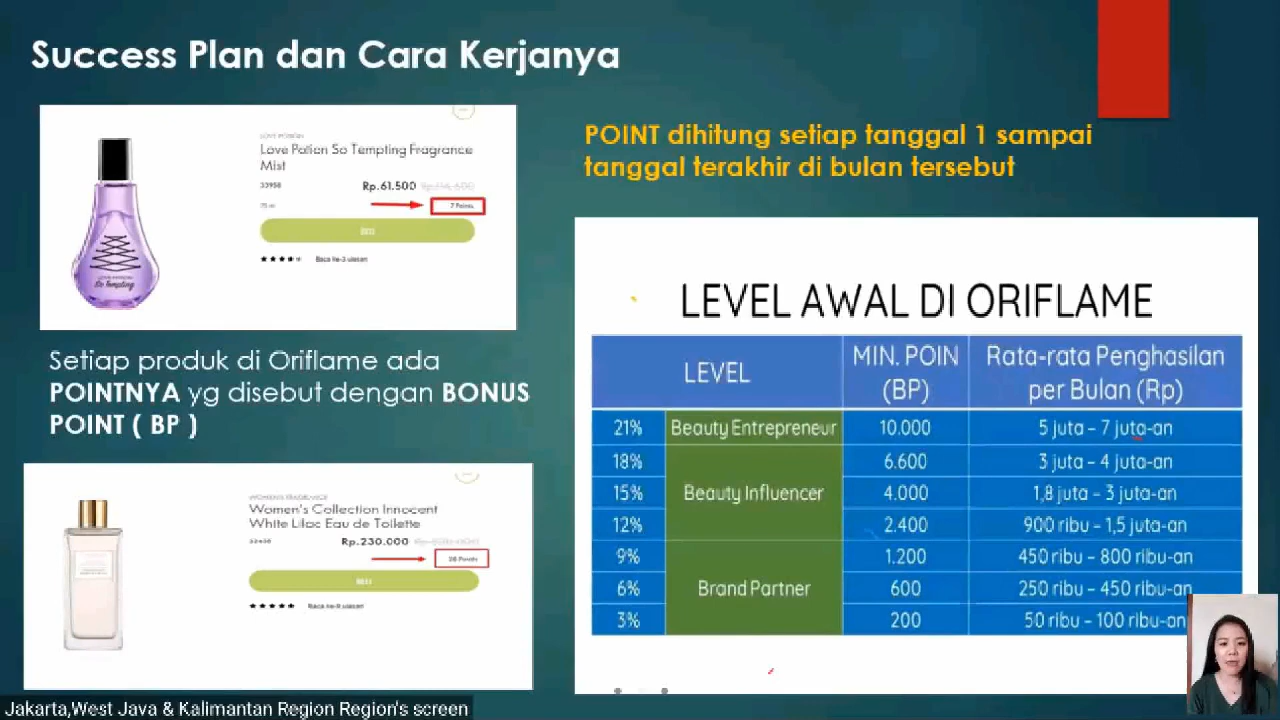 Success Plan dan Cara Kerjanya
Love Potion So Tempting Fragrance
Mist
33958
Rp.61.500
75 ml
7 Points
BELI
Baca ke-3 ulasan
So Tempting
Setiap produk di Oriflame ada
POINTNYA yg disebut dengan BONUS
POINT ( BP )
Women's Collection Innocent
White Lilac Eau de Toilette
Rp.230.000
BELI
Baca ke-9 ulasan
POINT dihitung setiap tanggal 1 sampai
tanggal terakhir di bulan tersebut
LEVEL AWAL DI ORIFLAME
LEVEL
MIN. POIN
(BP)
Rata-rata Penghasilan
per Bulan (Rp)
21% Beauty Entrepreneur 10.000 5 juta – 7 juta-an
18% 6.600 3 juta – 4 juta-an
15% Beauty Influencer 4.000 1,8 juta – 3 juta-an
12% 2.400 900 ribu – 1,5 juta-an
9% 1.200 450 ribu – 800 ribu-an
6% Brand Partner 600 250 ribu – 450 ribu-an
3% 200 50 ribu – 100 ribu-an
Jakarta,West Java & Kalimantan Region Region's screen